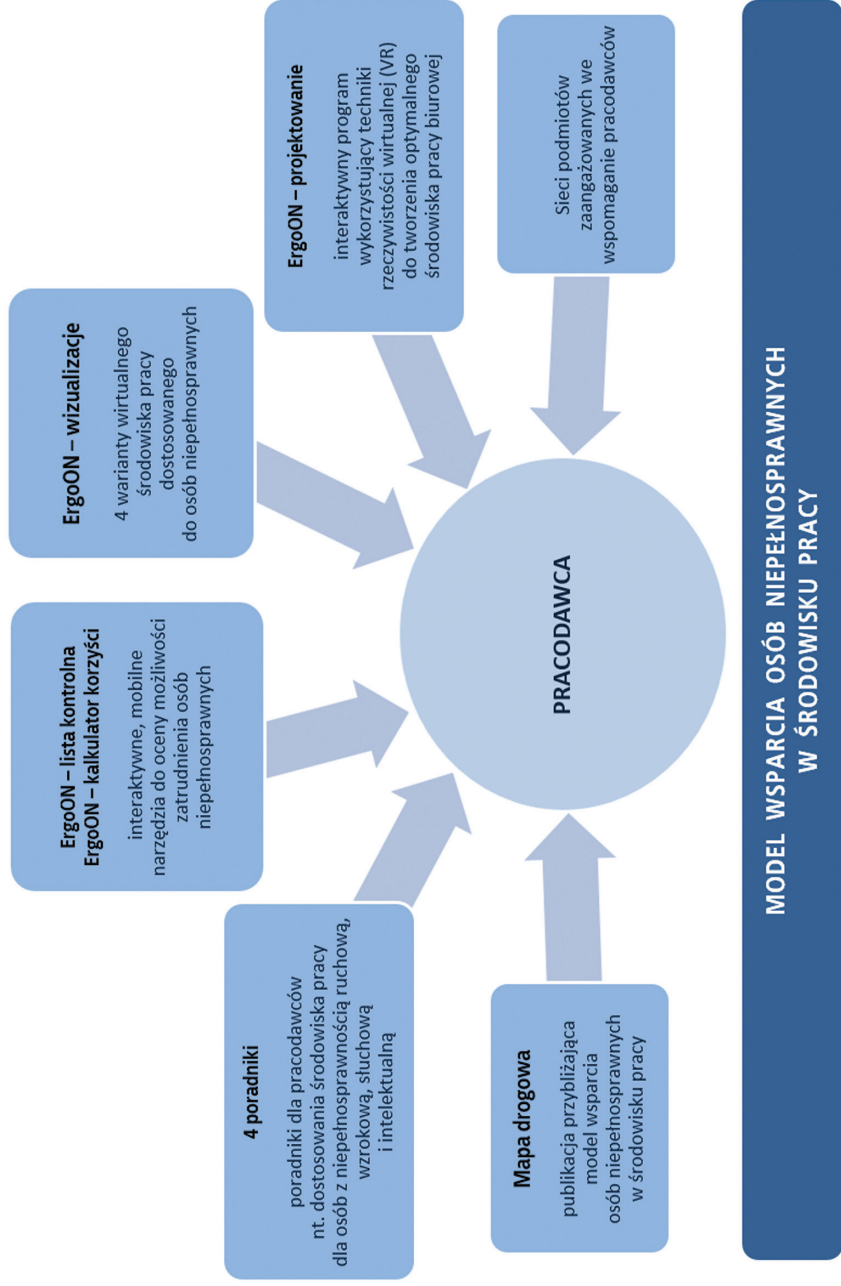 Mapa drogowa
publikacja przybliżająca
model wsparcia
osób niepełnosprawnych
w środowisku pracy
4 poradniki
poradniki dla pracodawców
nt. dostosowania środowiska pracy
dla osób z niepełnosprawnością ruchową,
wzrokową, słuchową
i intelektualną
ErgoON – lista kontrolna
ErgoON – kalkulator korzyści
interaktywne, mobilne
narzędzia do oceny możliwości
zatrudnienia osób
niepełnosprawnych
ErgoON – wizualizacje
4 warianty wirtualnego
środowiska pracy
dostosowanego
do osób niepełnosprawnych
ErgoON – projektowanie
interaktywny program
wykorzystujący techniki
rzeczywistości wirtualnej (VR)
do tworzenia optymalnego
środowiska pracy biurowej
Sieci podmiotów
zaangażowanych we
wspomaganie pracodawców
PRACODAWCA
MODEL WSPARCIA OSÓB NIEPEŁNOSPRAWNYCH
W ŚRODOWISKU PRACY